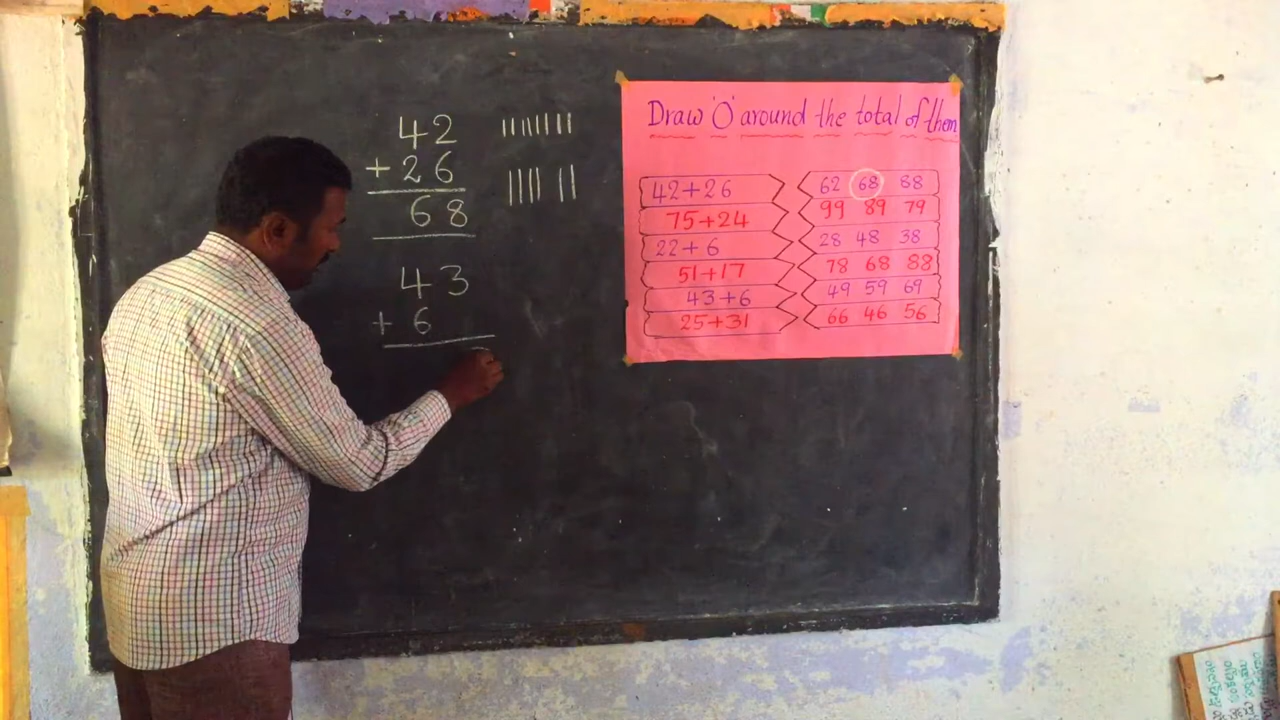 42
+ 26
68
43
+ 6
Draw 'O' around the total of them
42+26 62 68 88
75+24 99 89 79
22+6 28 48 38
51+17 78 68 88
43+6 49 59 69
25+31 66 46 56